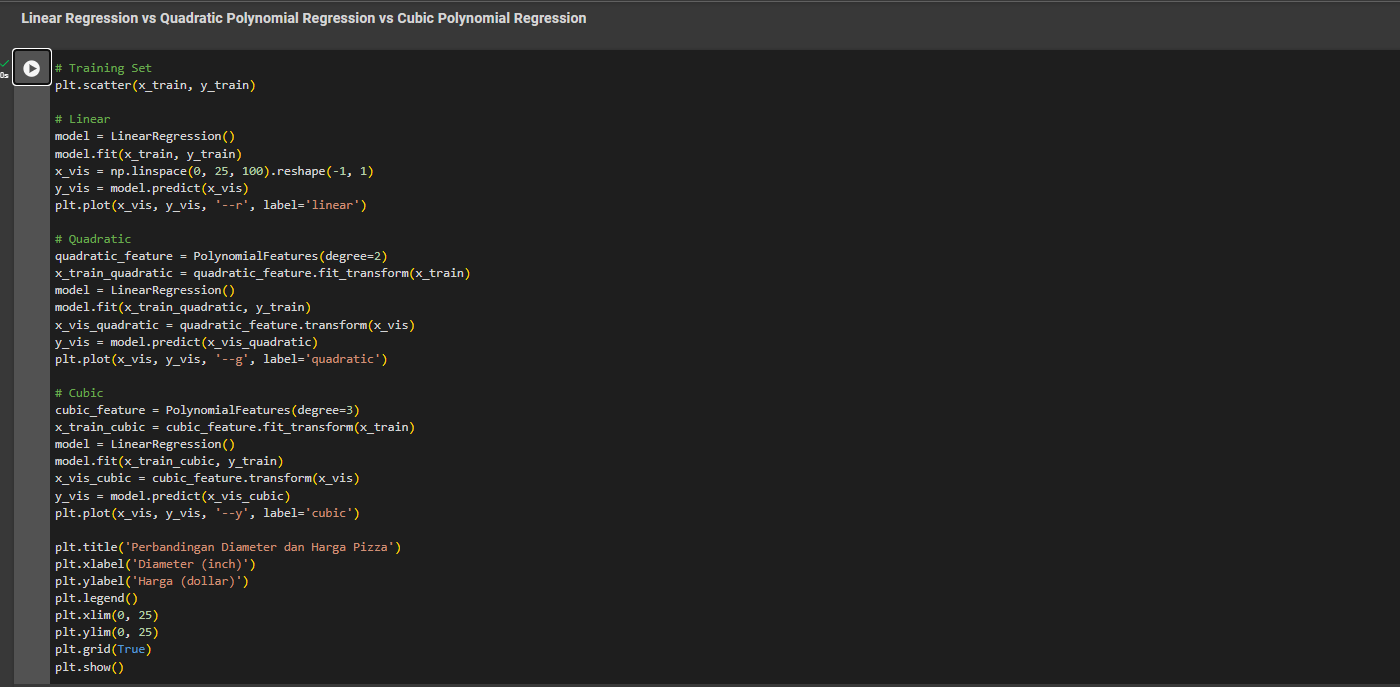 Linear Regression vs Quadratic Polynomial Regression vs Cubic Polynomial Regression
0s
# Training Set
plt.scatter(x_train, y_train)

# Linear
model = LinearRegression()
model.fit(x_train, y_train)
x_vis = np.linspace(0, 25, 100).reshape(-1, 1)
y_vis = model.predict(x_vis)
plt.plot(x_vis, y_vis, '--r', label='linear')

# Quadratic
quadratic_feature = PolynomialFeatures(degree=2)
x_train_quadratic = quadratic_feature.fit_transform(x_train)
model = LinearRegression()
model.fit(x_train_quadratic, y_train)
x_vis_quadratic = quadratic_feature.transform(x_vis)
y_vis = model.predict(x_vis_quadratic)
plt.plot(x_vis, y_vis, '--g', label='quadratic')

# Cubic
cubic_feature = PolynomialFeatures(degree=3)
x_train_cubic = cubic_feature.fit_transform(x_train)
model = LinearRegression()
model.fit(x_train_cubic, y_train)
x_vis_cubic = cubic_feature.transform(x_vis)
y_vis = model.predict(x_vis_cubic)
plt.plot(x_vis, y_vis, '--y', label='cubic')

plt.title('Perbandingan Diameter dan Harga Pizza')
plt.xlabel('Diameter (inch)')
plt.ylabel('Harga (dollar)')
plt.legend()
plt.xlim(0, 25)
plt.ylim(0, 25)
plt.grid(True)
plt.show()